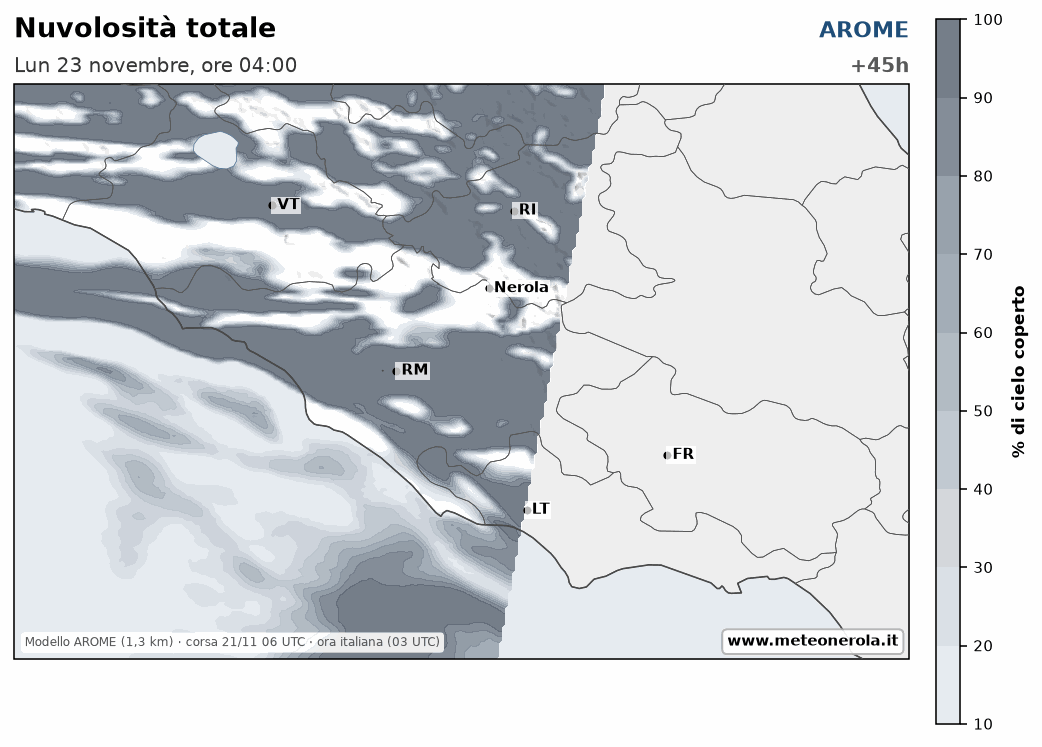 Nuvolosità totale
AROME
Lun 23 novembre, ore 04:00
+45h
100
90
80
70
60
50
40
30
20
10
% di cielo coperto
VT
RI
Nerola
RM
FR
LT
Modello AROME (1,3 km) · corsa 21/11 06 UTC · ora italiana (03 UTC)
www.meteonerola.it